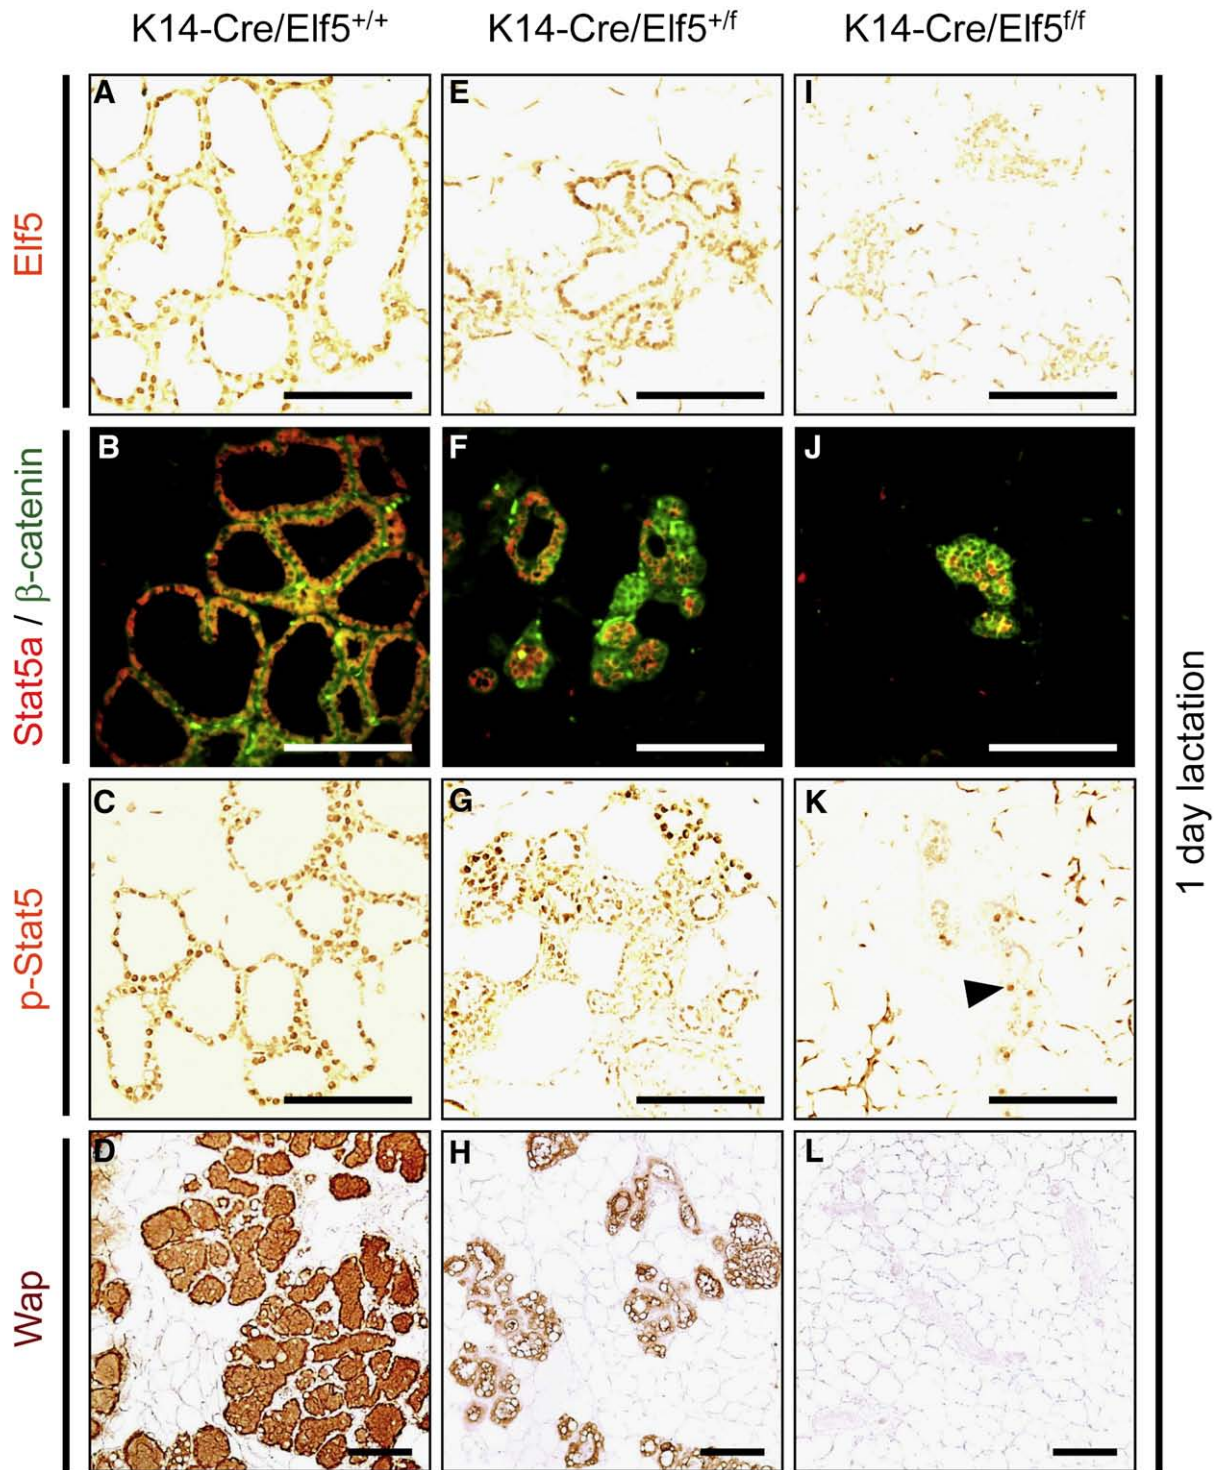 K14-Cre/Elf5+/+ K14-Cre/Elf5+/f K14-Cre/Elf5f/f
Elf5
A E I
Stat5a / β-catenin
B F J
p-Stat5
C G K
Wap
D H L
1 day lactation